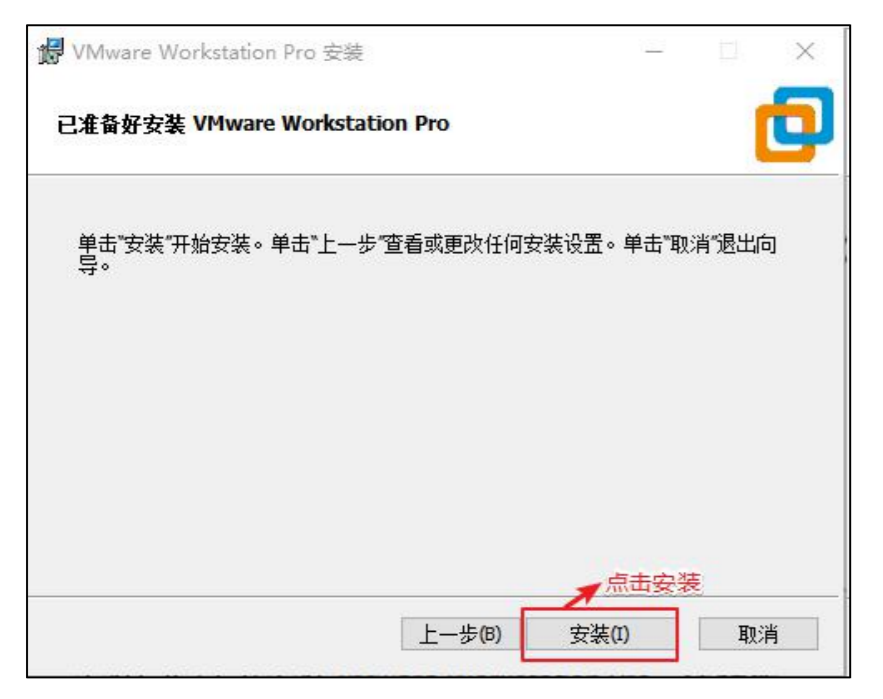 VMware Workstation Pro 安装
已准备好安装 VMware Workstation Pro
单击“安装”开始安装。单击“上一步”查看或更改任何安装设置。单击“取消”退出向
导。
点击安装
上一步(B) 安装(I) 取消